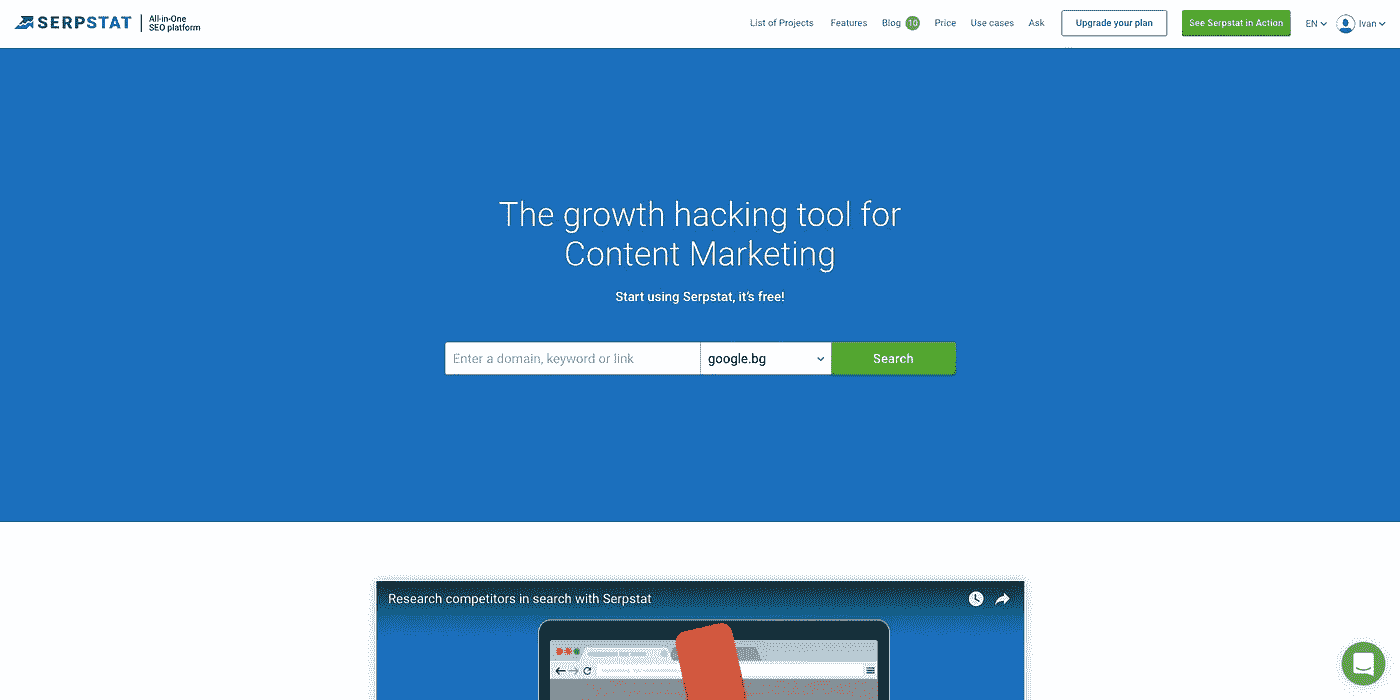 SERPSTAT
All-in-One
SEO platform
List of Projects
Features
Blog 10
Price
Use cases
Ask
Upgrade your plan
See Serpstat in Action
EN
Ivan
The growth hacking tool for
Content Marketing
Start using Serpstat, it's free!
Enter a domain, keyword or link
google.bg
Search
Research competitors in search with Serpstat